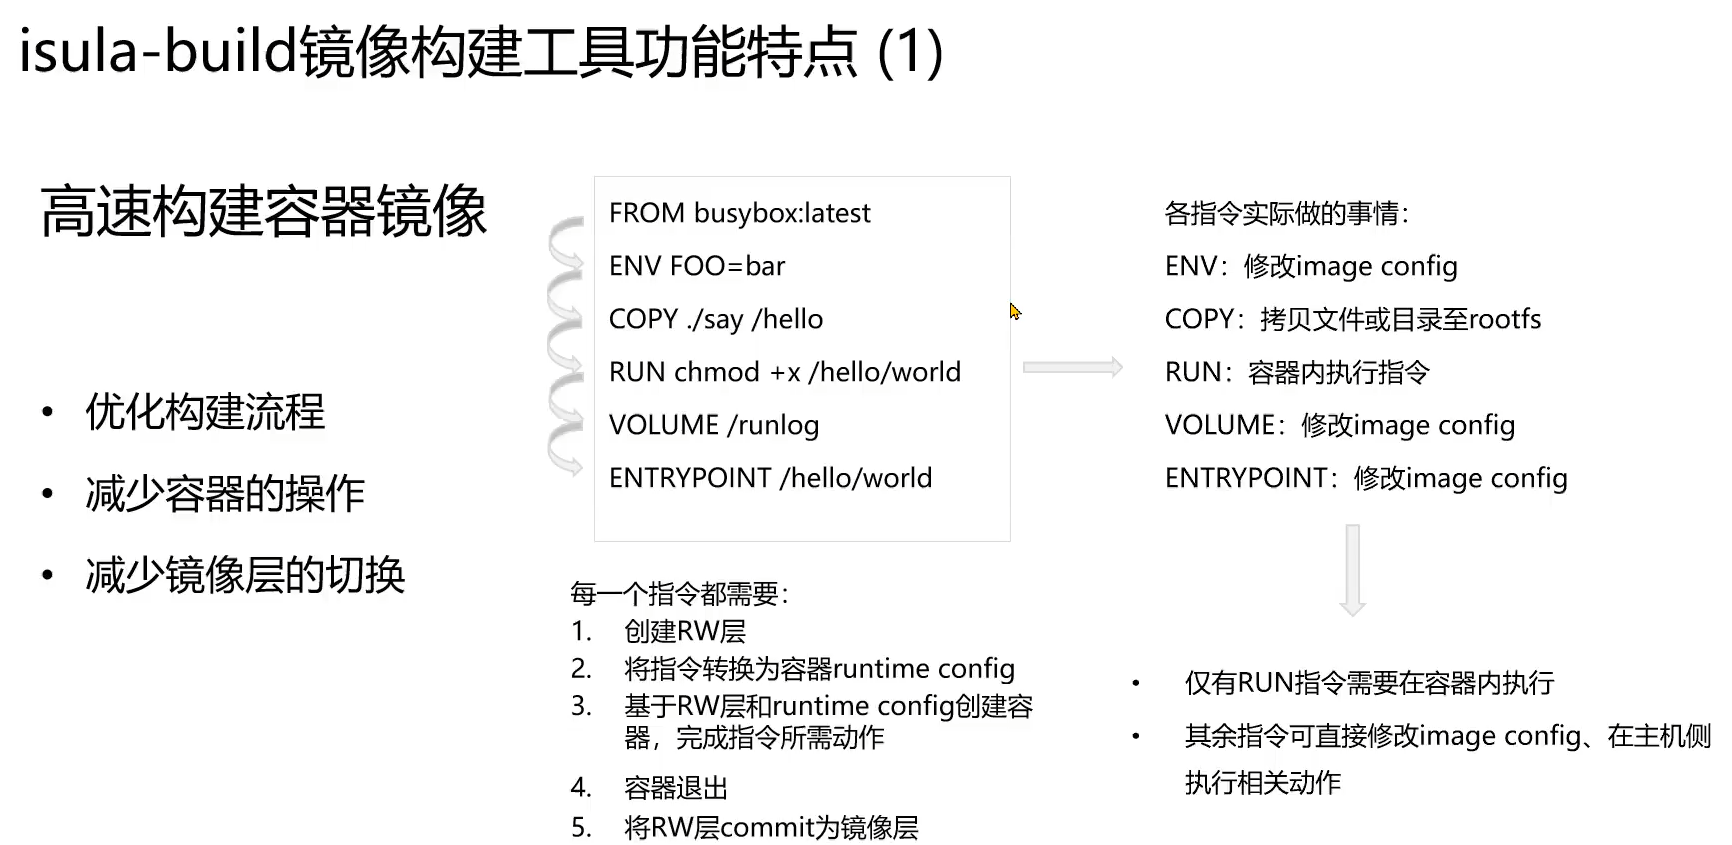 isula-build镜像构建工具功能特点 (1)
高速构建容器镜像
• 优化构建流程
• 减少容器的操作
• 减少镜像层的切换
FROM busybox:latest
ENV FOO=bar
COPY ./say /hello
RUN chmod +x /hello/world
VOLUME /runlog
ENTRYPOINT /hello/world
每一个指令都需要：
1. 创建RW层
2. 将指令转换为容器runtime config
3. 基于RW层和runtime config创建容
器，完成指令所需动作
4. 容器退出
5. 将RW层commit为镜像层
各指令实际做的事情：
ENV：修改image config
COPY：拷贝文件或目录至rootfs
RUN：容器内执行指令
VOLUME：修改image config
ENTRYPOINT：修改image config
• 仅有RUN指令需要在容器内执行
• 其余指令可直接修改image config、在主机侧
执行相关动作